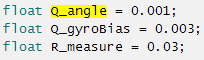 float Q_angle = 0.001;
float Q_gyroBias = 0.003;
float R_measure = 0.03;